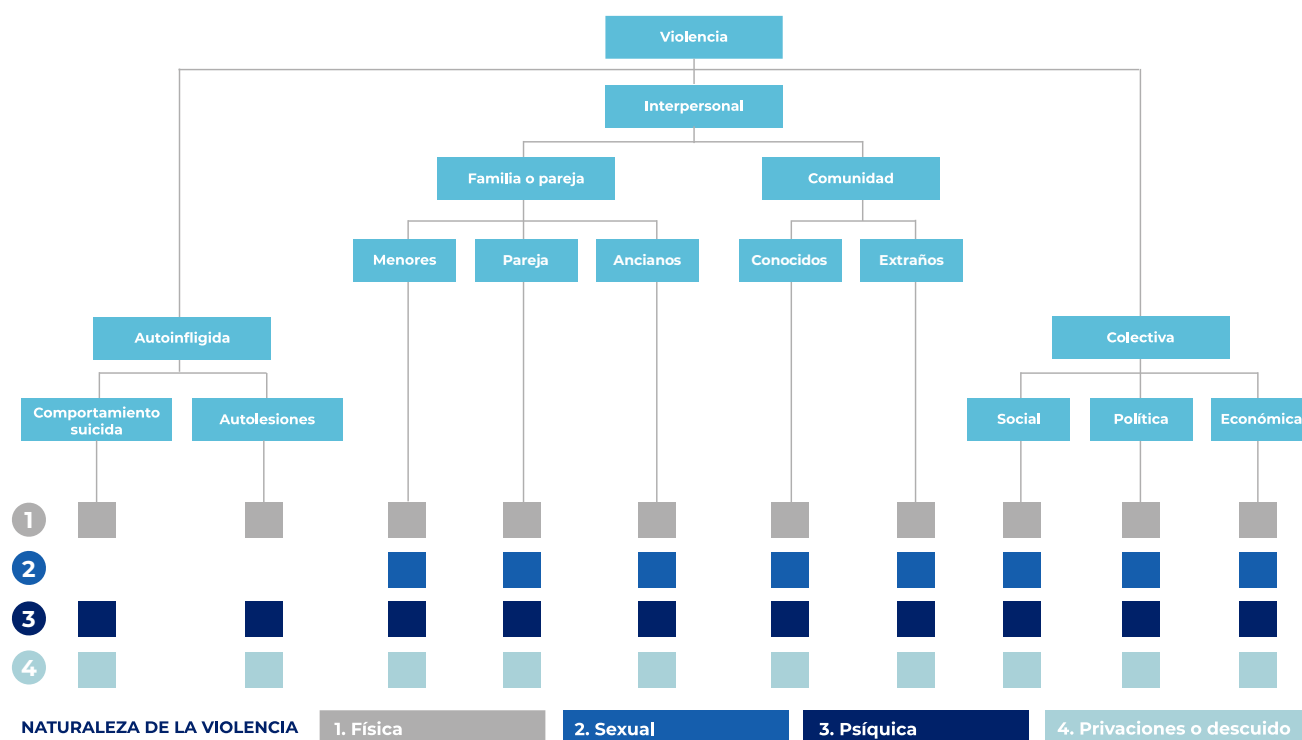 Violencia
Interpersonal
Familia o pareja
Comunidad
Menores
Pareja
Ancianos
Conocidos
Extraños
Autoinfligida
Colectiva
Comportamiento
suicida
Autolesiones
Social
Política
Económica
1
2
3
4
NATURALEZA DE LA VIOLENCIA
1. Física
2. Sexual
3. Psíquica
4. Privaciones o descuido